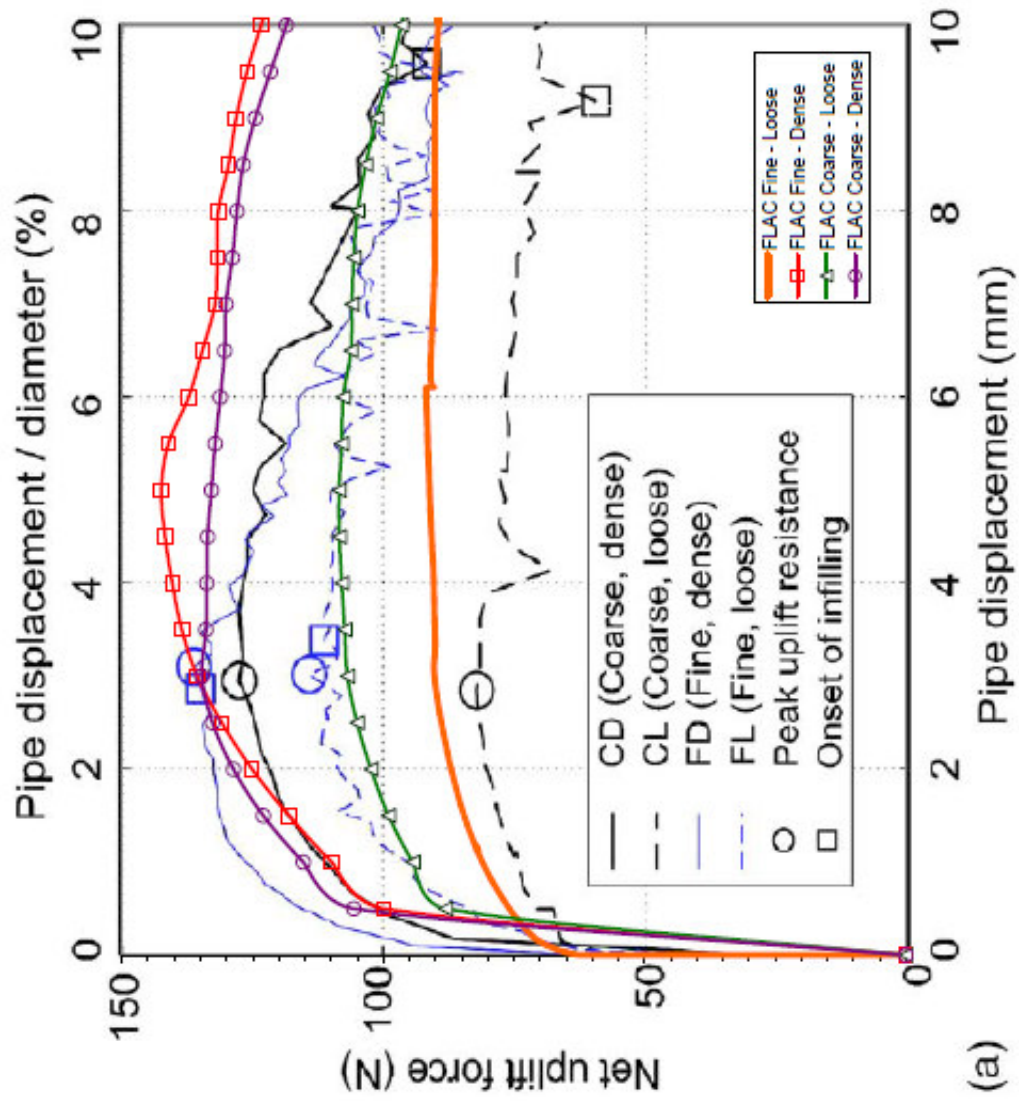 Pipe displacement / diameter (%)
0 2 4 6 8 10
150
100
50
0
Net uplift force (N)
CD (Coarse, dense)
CL (Coarse, loose)
FD (Fine, dense)
FL (Fine, loose)
Peak uplift resistance
Onset of infilling
FLAC Fine - Loose
FLAC Fine - Dense
FLAC Coarse - Loose
FLAC Coarse - Dense
0 2 4 6 8 10
Pipe displacement (mm)
(a)